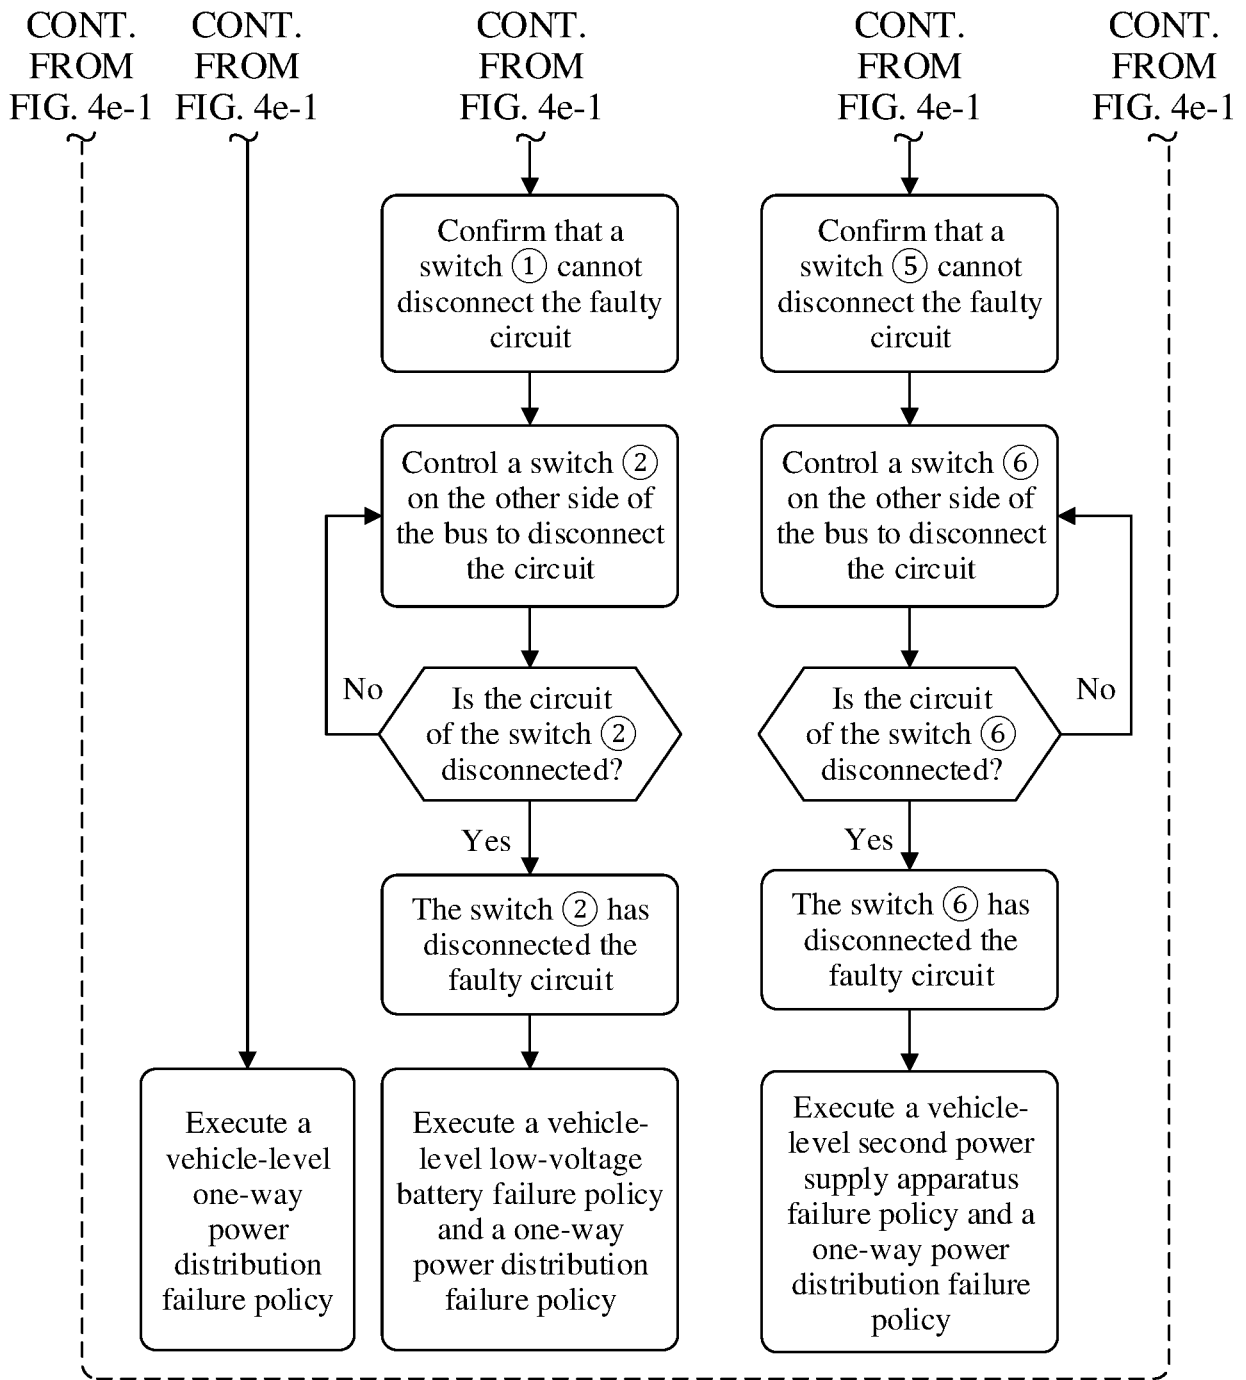 CONT.
FROM
FIG. 4e-1
CONT.
FROM
FIG. 4e-1
CONT.
FROM
FIG. 4e-1
CONT.
FROM
FIG. 4e-1
CONT.
FROM
FIG. 4e-1
Confirm that a
switch ① cannot
disconnect the faulty
circuit
Control a switch ②
on the other side of
the bus to disconnect
the circuit
No
Is the circuit
of the switch ②
disconnected?
Yes
The switch ② has
disconnected the
faulty circuit
Confirm that a
switch ⑤ cannot
disconnect the faulty
circuit
Control a switch ⑥
on the other side of
the bus to disconnect
the circuit
Is the circuit
of the switch ⑥
disconnected?
No
Yes
The switch ⑥ has
disconnected the
faulty circuit
Execute a
vehicle-level
one-way
power
distribution
failure policy
Execute a vehicle-
level low-voltage
battery failure policy
and a one-way
power distribution
failure policy
Execute a vehicle-
level second power
supply apparatus
failure policy and a
one-way power
distribution failure
policy